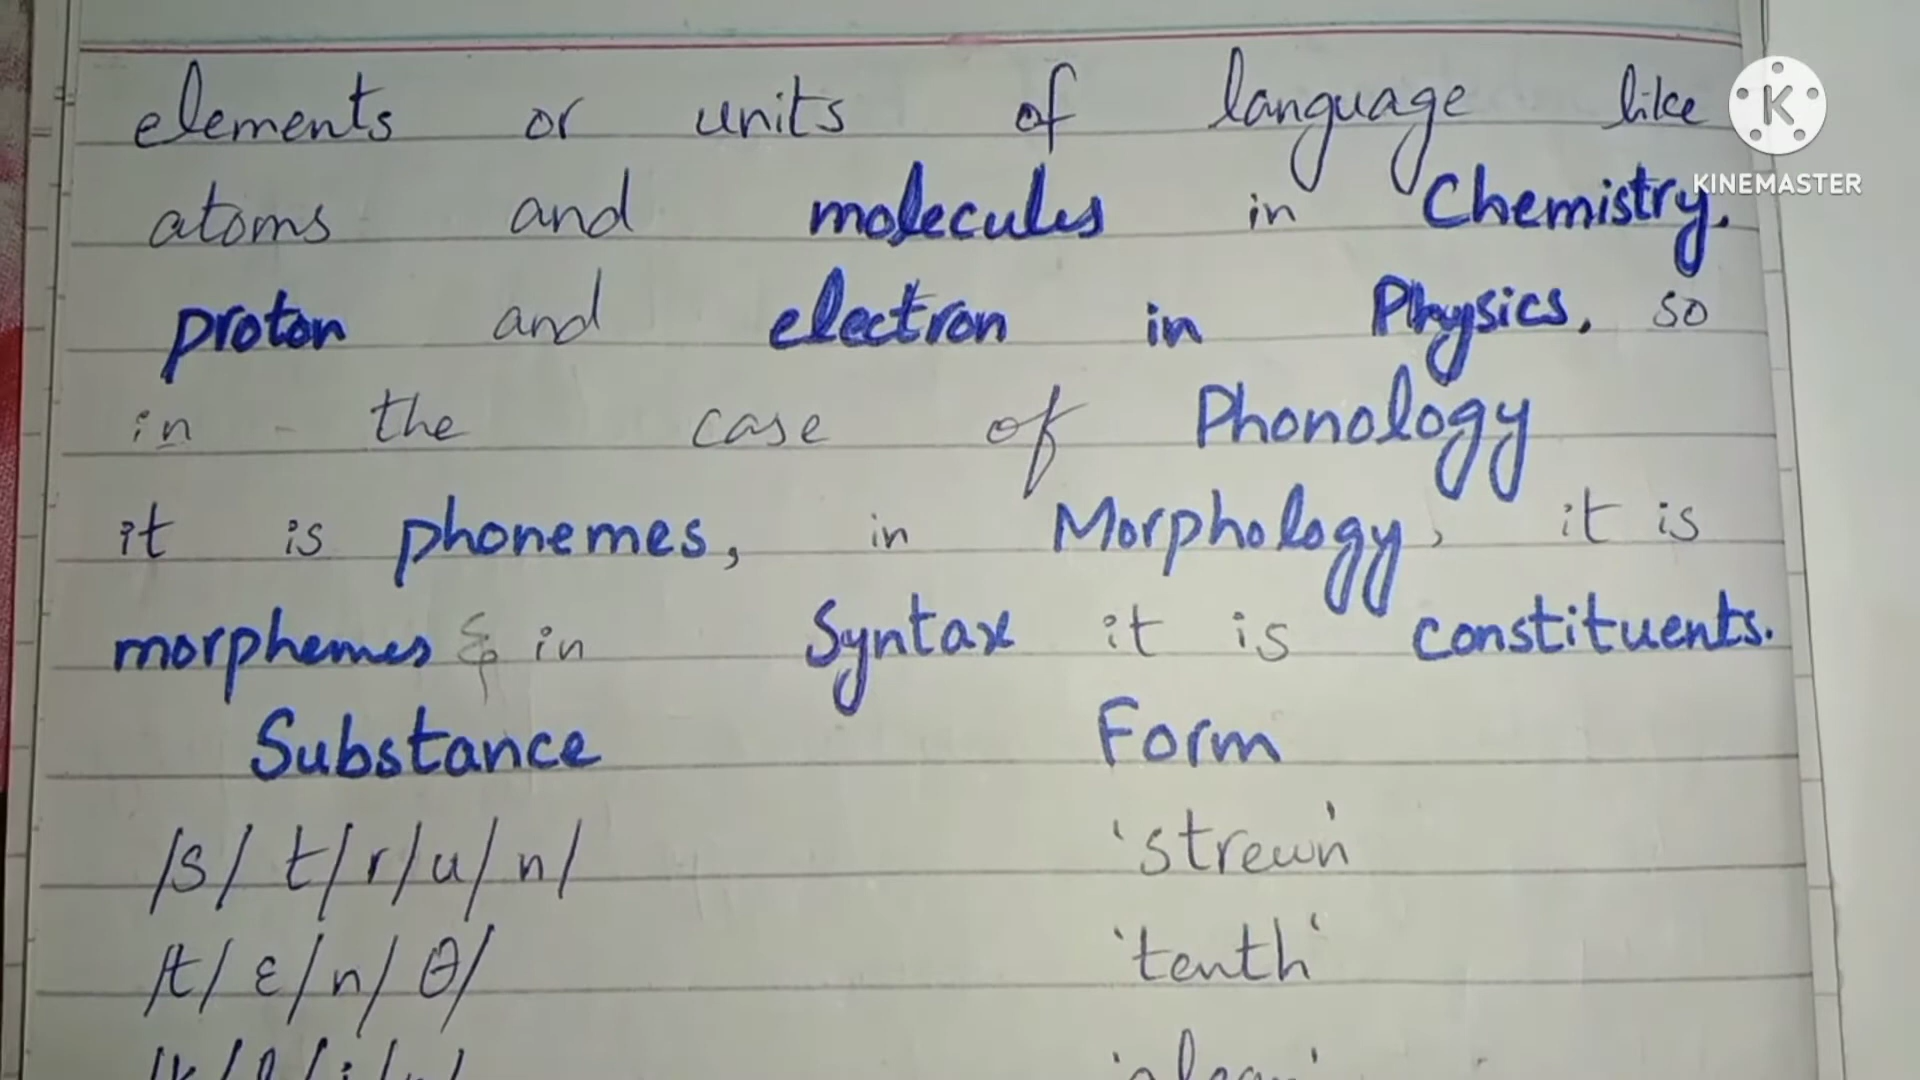 elements or units of language like
atoms and molecules in Chemistry.
proton and electron in Physics. so
in the case of Phonology
it is phonemes, in Morphology, it is
morphemes & in Syntax it is constituents.
Substance Form
/s/ t/r/u/n/ 'strewn'
/t/ ɛ/n/ θ/ 'tenth'
KINEMASTER